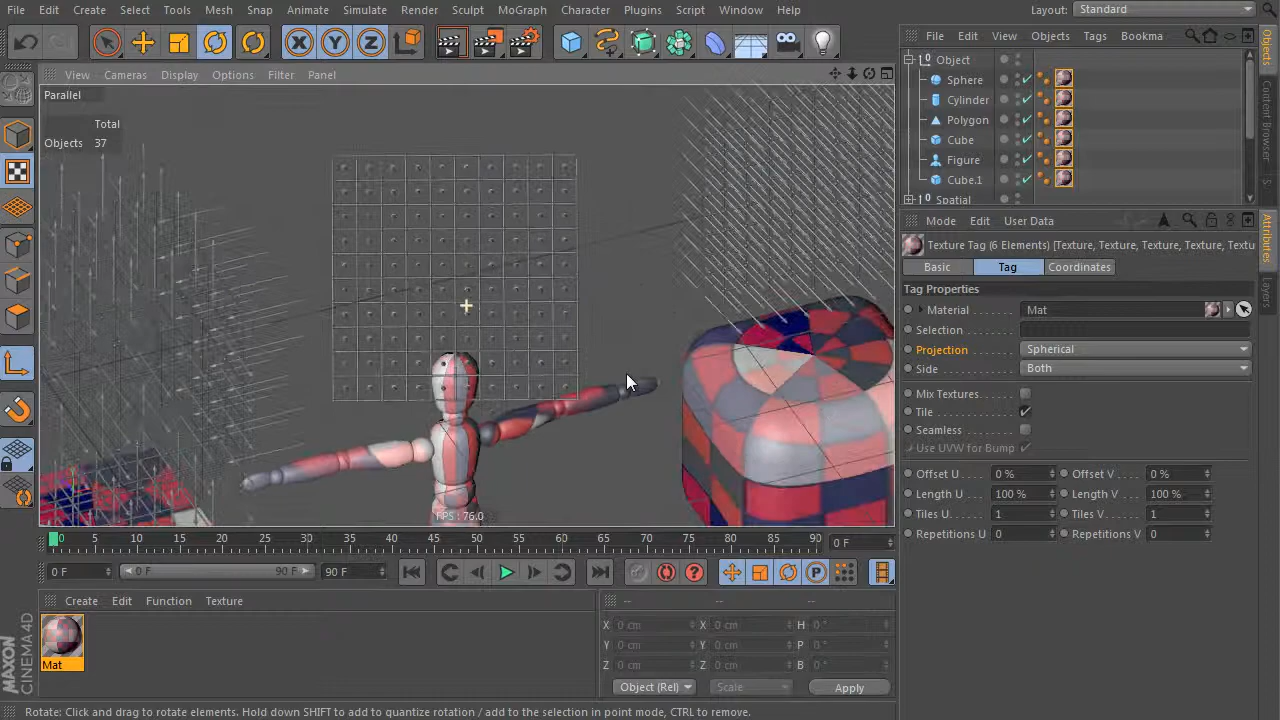 File Edit Create Select Tools Mesh Snap Animate Simulate Render Sculpt MoGraph Character Plugins Script Window Help Layout: Standard
X Y Z
File Edit View Objects Tags Bookma
View Cameras Display Options Filter Panel
Parallel
Total
Objects 37
FPS : 76.0
Object
Sphere
Cylinder
Polygon
Cube
Figure
Cube.1
Spatial
Objects
Content Browser
S
Attributes
Layers
Mode Edit User Data
Texture Tag (6 Elements) [Texture, Texture, Texture, Texture, Textu
Basic Tag Coordinates
Tag Properties
Material Mat
Selection
Projection Spherical
Side Both
Mix Textures
Tile
Seamless
Use UVW for Bump
Offset U 0 % Offset V 0 %
Length U 100 % Length V 100 %
Tiles U 1 Tiles V 1
Repetitions U 0 Repetitions V 0
0 5 10 15 20 25 30 35 40 45 50 55 60 65 70 75 80 85 90 0 F
0 F 0 F 90 F 90 F
P
Create Edit Function Texture
Mat
-- -- --
X 0 cm X 0 cm H 0 °
Y 0 cm Y 0 cm P 0 °
Z 0 cm Z 0 cm B 0 °
Object (Rel) Scale Apply
MAXON
CINEMA 4D
Rotate: Click and drag to rotate elements. Hold down SHIFT to add to quantize rotation / add to the selection in point mode, CTRL to remove.